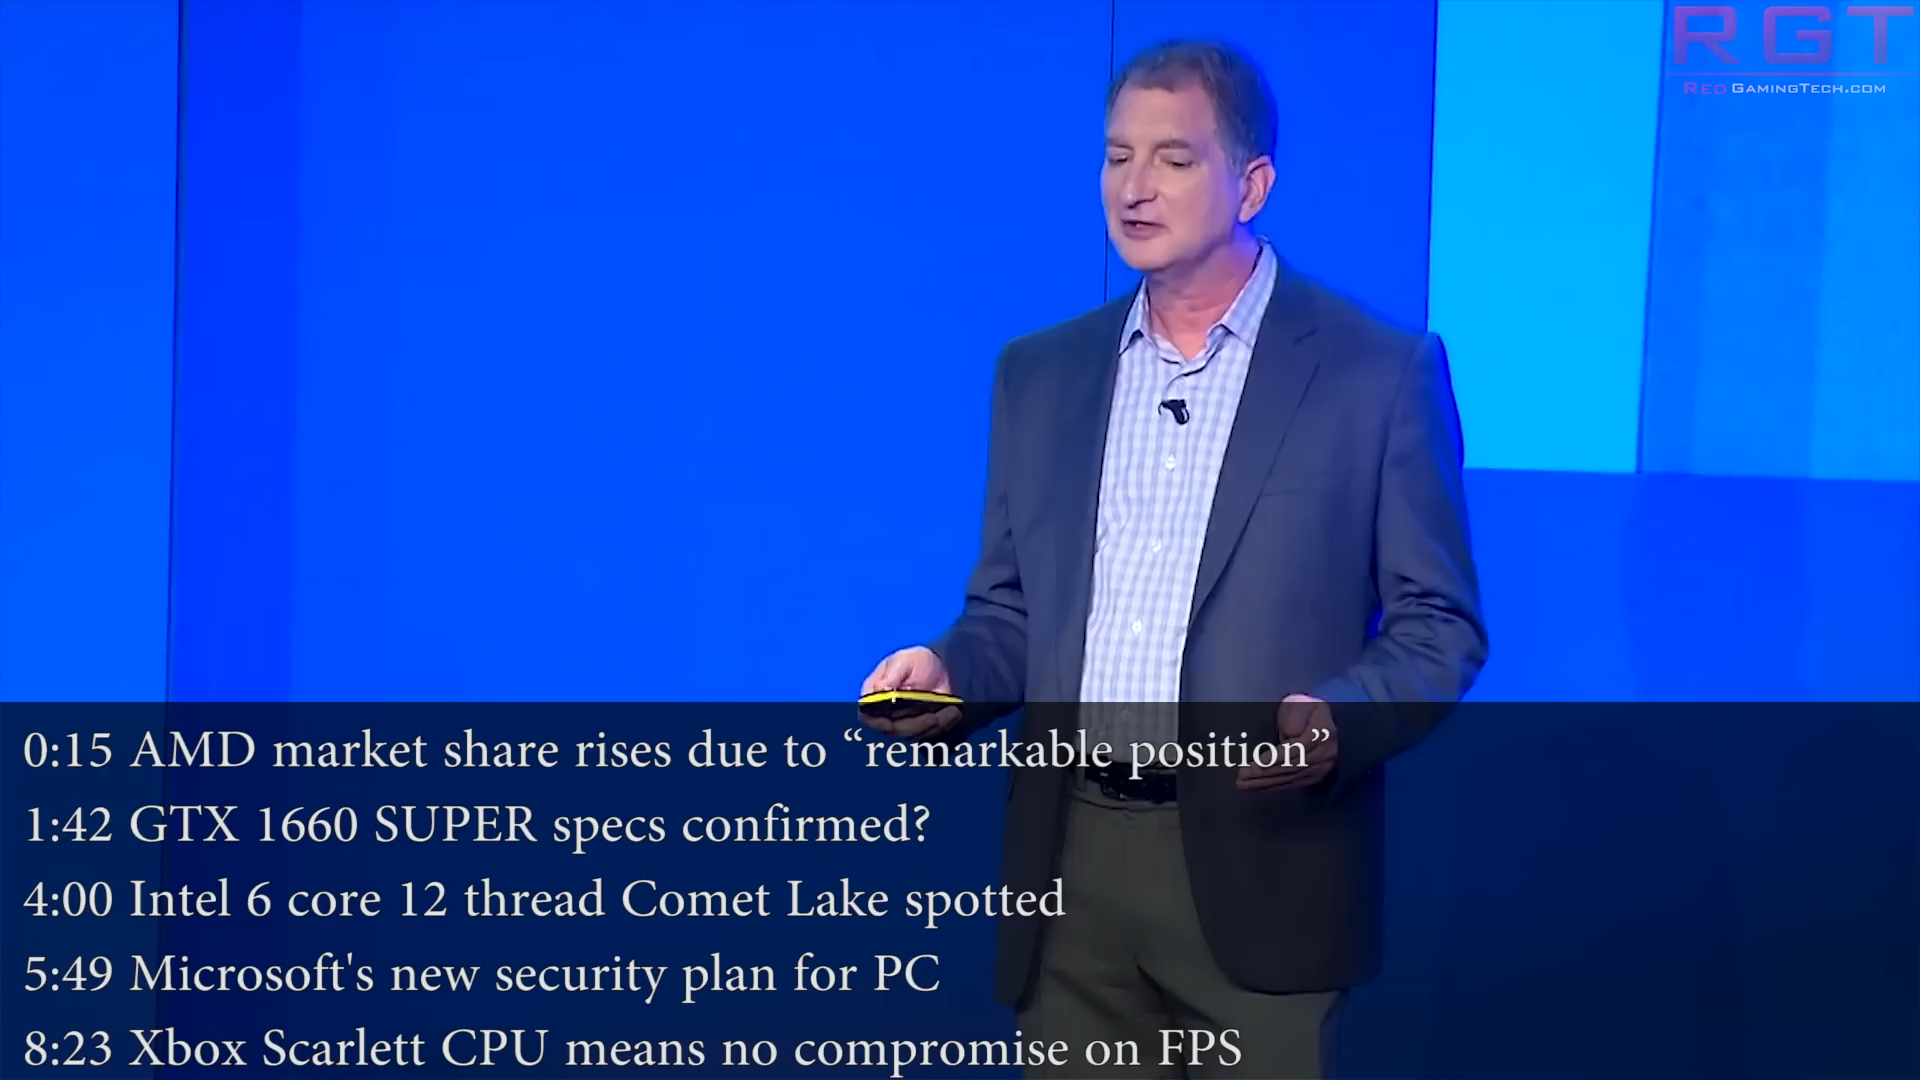 RGT
RED GAMINGTECH.COM
0:15 AMD market share rises due to “remarkable position”
1:42 GTX 1660 SUPER specs confirmed?
4:00 Intel 6 core 12 thread Comet Lake spotted
5:49 Microsoft's new security plan for PC
8:23 Xbox Scarlett CPU means no compromise on FPS